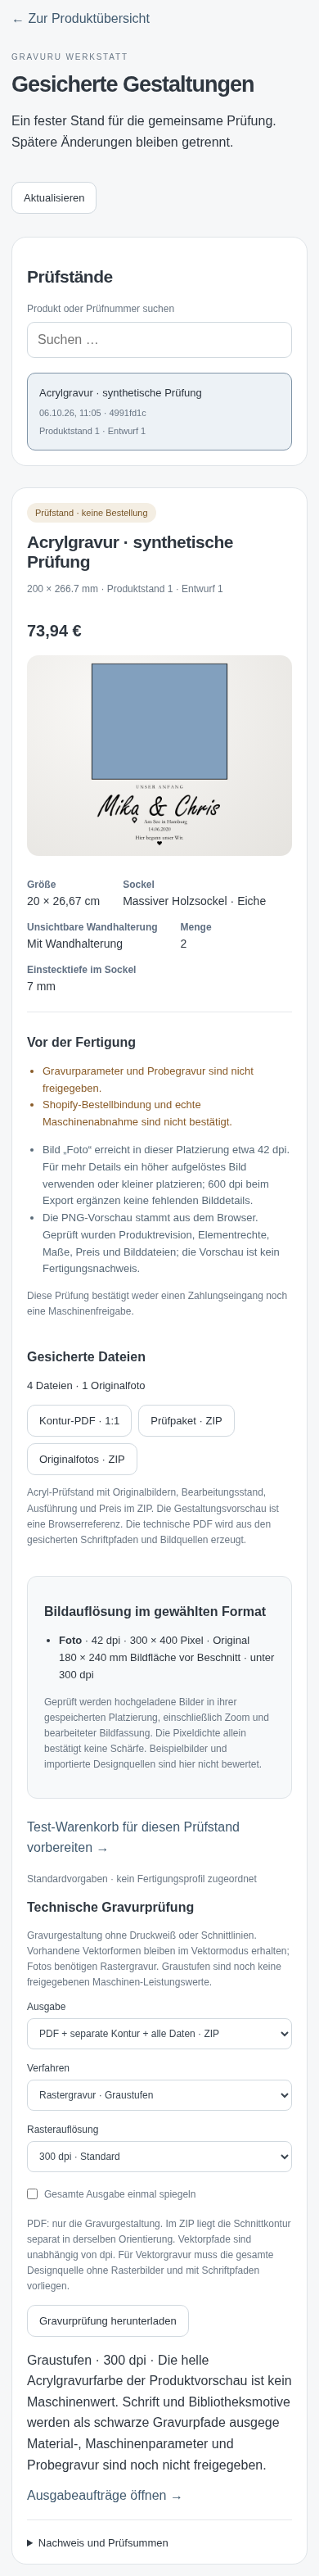 ← Zur Produktübersicht
GRAVURU WERKSTATT
Gesicherte Gestaltungen
Ein fester Stand für die gemeinsame Prüfung.
Spätere Änderungen bleiben getrennt.
Aktualisieren
Prüfstände
Produkt oder Prüfnummer suchen
Suchen …
Acrylgravur · synthetische Prüfung
06.10.26, 11:05 · 4991fd1c
Produktstand 1 · Entwurf 1
Prüfstand · keine Bestellung
Acrylgravur · synthetische
Prüfung
200 × 266.7 mm · Produktstand 1 · Entwurf 1
73,94 €
UNSER ANFANG
Mika & Chris
Am See in Hamburg
14.06.2020
Hier begann unser Wir.
Größe
20 × 26,67 cm
Sockel
Massiver Holzsockel · Eiche
Unsichtbare Wandhalterung
Mit Wandhalterung
Menge
2
Einstecktiefe im Sockel
7 mm
Vor der Fertigung
• Gravurparameter und Probegravur sind nicht
freigegeben.
• Shopify-Bestellbindung und echte
Maschinenabnahme sind nicht bestätigt.
• Bild „Foto“ erreicht in dieser Platzierung etwa 42 dpi.
Für mehr Details ein höher aufgelöstes Bild
verwenden oder kleiner platzieren; 600 dpi beim
Export ergänzen keine fehlenden Bilddetails.
• Die PNG-Vorschau stammt aus dem Browser.
Geprüft wurden Produktrevision, Elementrechte,
Maße, Preis und Bilddateien; die Vorschau ist kein
Fertigungsnachweis.
Diese Prüfung bestätigt weder einen Zahlungseingang noch
eine Maschinenfreigabe.
Gesicherte Dateien
4 Dateien · 1 Originalfoto
Kontur-PDF · 1:1
Prüfpaket · ZIP
Originalfotos · ZIP
Acryl-Prüfstand mit Originalbildern, Bearbeitungsstand,
Ausführung und Preis im ZIP. Die Gestaltungsvorschau ist
eine Browserreferenz. Die technische PDF wird aus den
gesicherten Schriftpfaden und Bildquellen erzeugt.
Bildauflösung im gewählten Format
• Foto · 42 dpi · 300 × 400 Pixel · Original
180 × 240 mm Bildfläche vor Beschnitt · unter
300 dpi
Geprüft werden hochgeladene Bilder in ihrer
gespeicherten Platzierung, einschließlich Zoom und
bearbeiteter Bildfassung. Die Pixeldichte allein
bestätigt keine Schärfe. Beispielbilder und
importierte Designquellen sind hier nicht bewertet.
Test-Warenkorb für diesen Prüfstand
vorbereiten →
Standardvorgaben · kein Fertigungsprofil zugeordnet
Technische Gravurprüfung
Gravurgestaltung ohne Druckweiß oder Schnittlinien.
Vorhandene Vektorformen bleiben im Vektormodus erhalten;
Fotos benötigen Rastergravur. Graustufen sind noch keine
freigegebenen Maschinen-Leistungswerte.
Ausgabe
PDF + separate Kontur + alle Daten · ZIP
Verfahren
Rastergravur · Graustufen
Rasterauflösung
300 dpi · Standard
Gesamte Ausgabe einmal spiegeln
PDF: nur die Gravurgestaltung. Im ZIP liegt die Schnittkontur
separat in derselben Orientierung. Vektorpfade sind
unabhängig von dpi. Für Vektorgravur muss die gesamte
Designquelle ohne Rasterbilder und mit Schriftpfaden
vorliegen.
Gravurprüfung herunterladen
Graustufen · 300 dpi · Die helle
Acrylgravurfarbe der Produktvorschau ist kein
Maschinenwert. Schrift und Bibliotheksmotive
werden als schwarze Gravurpfade ausgege
Material-, Maschinenparameter und
Probegravur sind noch nicht freigegeben.
Ausgabeaufträge öffnen →
▶ Nachweis und Prüfsummen